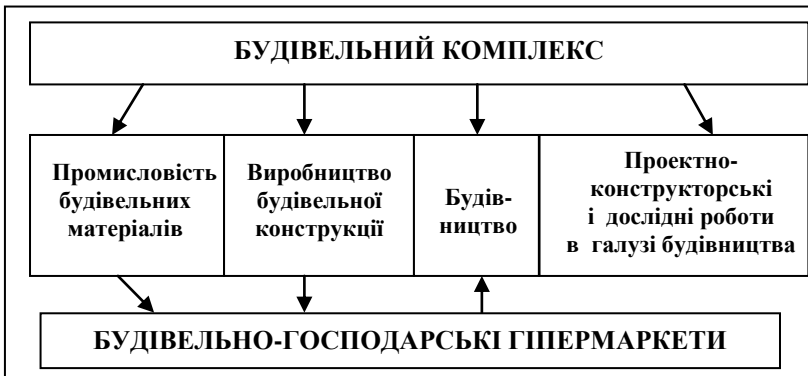 БУДІВЕЛЬНИЙ КОМПЛЕКС
Промисловість
будівельних
матеріалів
Виробництво
будівельної
конструкції
Будів-
ництво
Проектно-
конструкторські
і дослідні роботи
в галузі будівництва
БУДІВЕЛЬНО-ГОСПОДАРСЬКІ ГІПЕРМАРКЕТИ